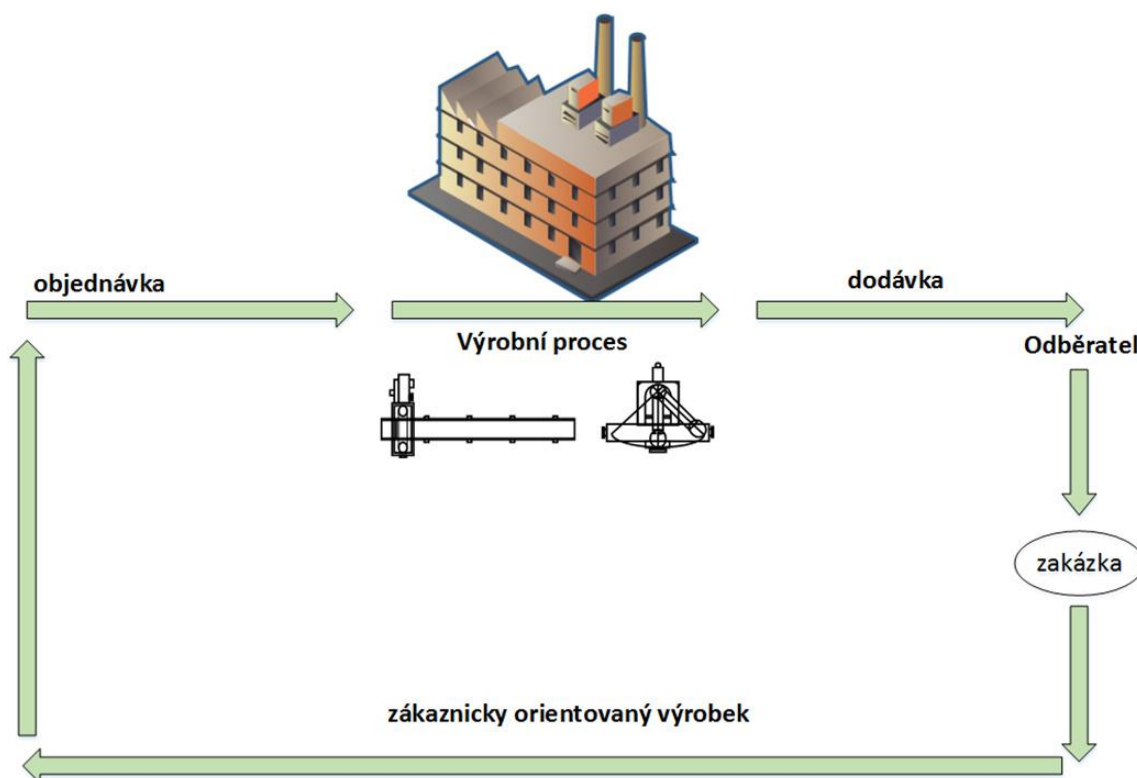 objednávka
dodávka
Výrobní proces
Odběratel
zakázka
zákaznicky orientovaný výrobek